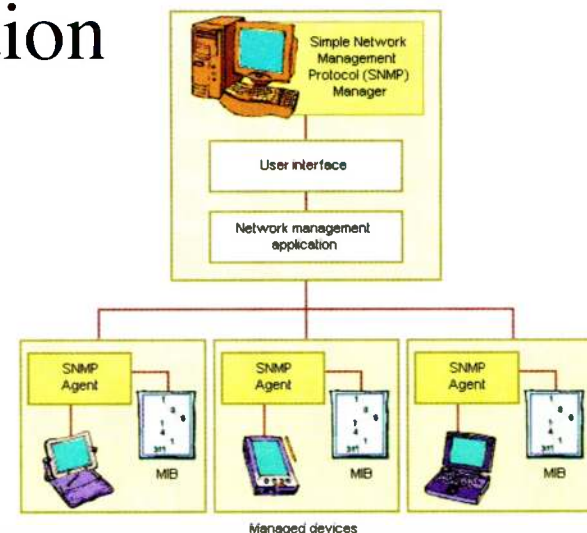 tion
Simple Network
Management
Protocol (SNMP)
Manager
User interface
Network management
application
SNMP
Agent
MIB
SNMP
Agent
MIB
SNMP
Agent
MIB
Managed devices